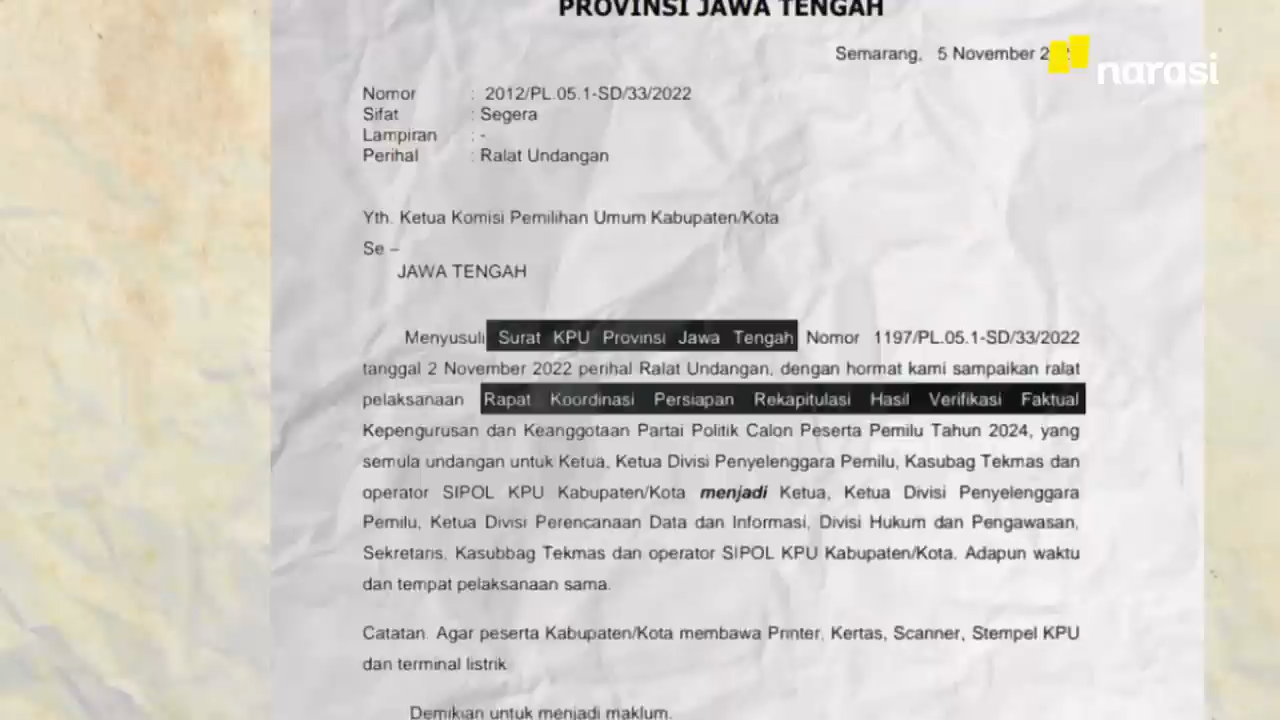 PROVINSI JAWA TENGAH
Semarang, 5 November 2
narasi
Nomor : 2012/PL.05.1-SD/33/2022
Sifat : Segera
Lampiran : -
Perihal : Ralat Undangan
Yth. Ketua Komisi Pemilihan Umum Kabupaten/Kota
Se –
JAWA TENGAH
Menyusuli Surat KPU Provinsi Jawa Tengah Nomor 1197/PL.05.1-SD/33/2022
tanggal 2 November 2022 perihal Ralat Undangan, dengan hormat kami sampaikan ralat
pelaksanaan Rapat Koordinasi Persiapan Rekapitulasi Hasil Verifikasi Faktual
Kepengurusan dan Keanggotaan Partai Politik Calon Peserta Pemilu Tahun 2024, yang
semula undangan untuk Ketua, Ketua Divisi Penyelenggara Pemilu, Kasubag Tekmas dan
operator SIPOL KPU Kabupaten/Kota menjadi Ketua, Ketua Divisi Penyelenggara
Pemilu, Ketua Divisi Perencanaan Data dan Informasi, Divisi Hukum dan Pengawasan,
Sekretaris, Kasubbag Tekmas dan operator SIPOL KPU Kabupaten/Kota. Adapun waktu
dan tempat pelaksanaan sama.
Catatan. Agar peserta Kabupaten/Kota membawa Printer, Kertas, Scanner, Stempel KPU
dan terminal listrik
Demikian untuk menjadi maklum.